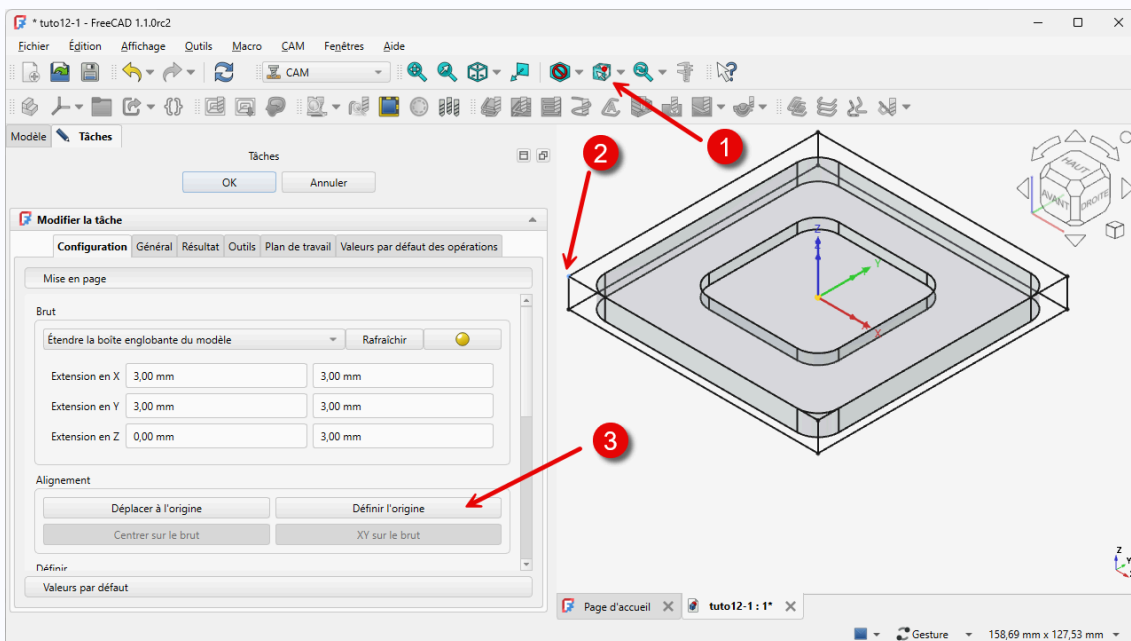 * tuto12-1 - FreeCAD 1.1.0rc2
Fichier Édition Affichage Outils Macro CAM Fenêtres Aide
CAM
Modèle Tâches
Tâches
OK Annuler
Modifier la tâche
Configuration Général Résultat Outils Plan de travail Valeurs par défaut des opérations
Mise en page
Brut
Étendre la boîte englobante du modèle Rafraîchir
Extension en X 3,00 mm 3,00 mm
Extension en Y 3,00 mm 3,00 mm
Extension en Z 0,00 mm 3,00 mm
Alignement
Déplacer à l'origine Définir l'origine
Centrer sur le brut XY sur le brut
Définir
Valeurs par défaut
1
2
3
Z
Y
X
HAUT
AVANT DROITE
Z
Y
Page d'accueil tuto12-1 : 1*
Gesture 158,69 mm x 127,53 mm